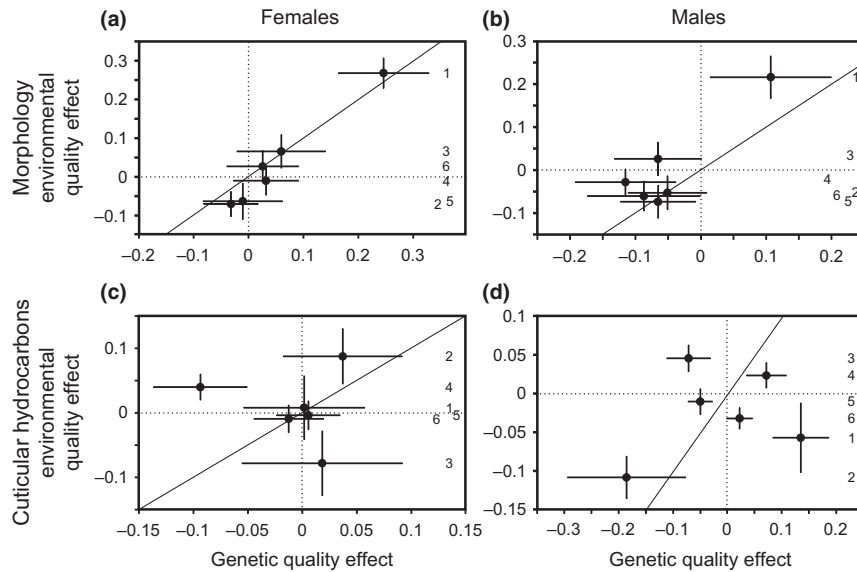 (a) Females
(b) Males
Morphology
environmental
quality effect
0.3
0.2
0.1
0
–0.1
1
3
6
4
2 5
–0.2 –0.1 0 0.1 0.2 0.3
0.3
0.2
0.1
0
–0.1
1
3
4
6 5 2
–0.2 –0.1 0 0.1 0.2
(c)
Cuticular hydrocarbons
environmental
quality effect
0.1
0
–0.1
2
4
1
6 5
3
–0.15 –0.1 –0.05 0 0.05 0.1 0.15
Genetic quality effect
(d)
0.1
0.05
0
–0.05
–0.1
–0.15
3
4
5
6
1
2
–0.3 –0.2 –0.1 0 0.1 0.2
Genetic quality effect